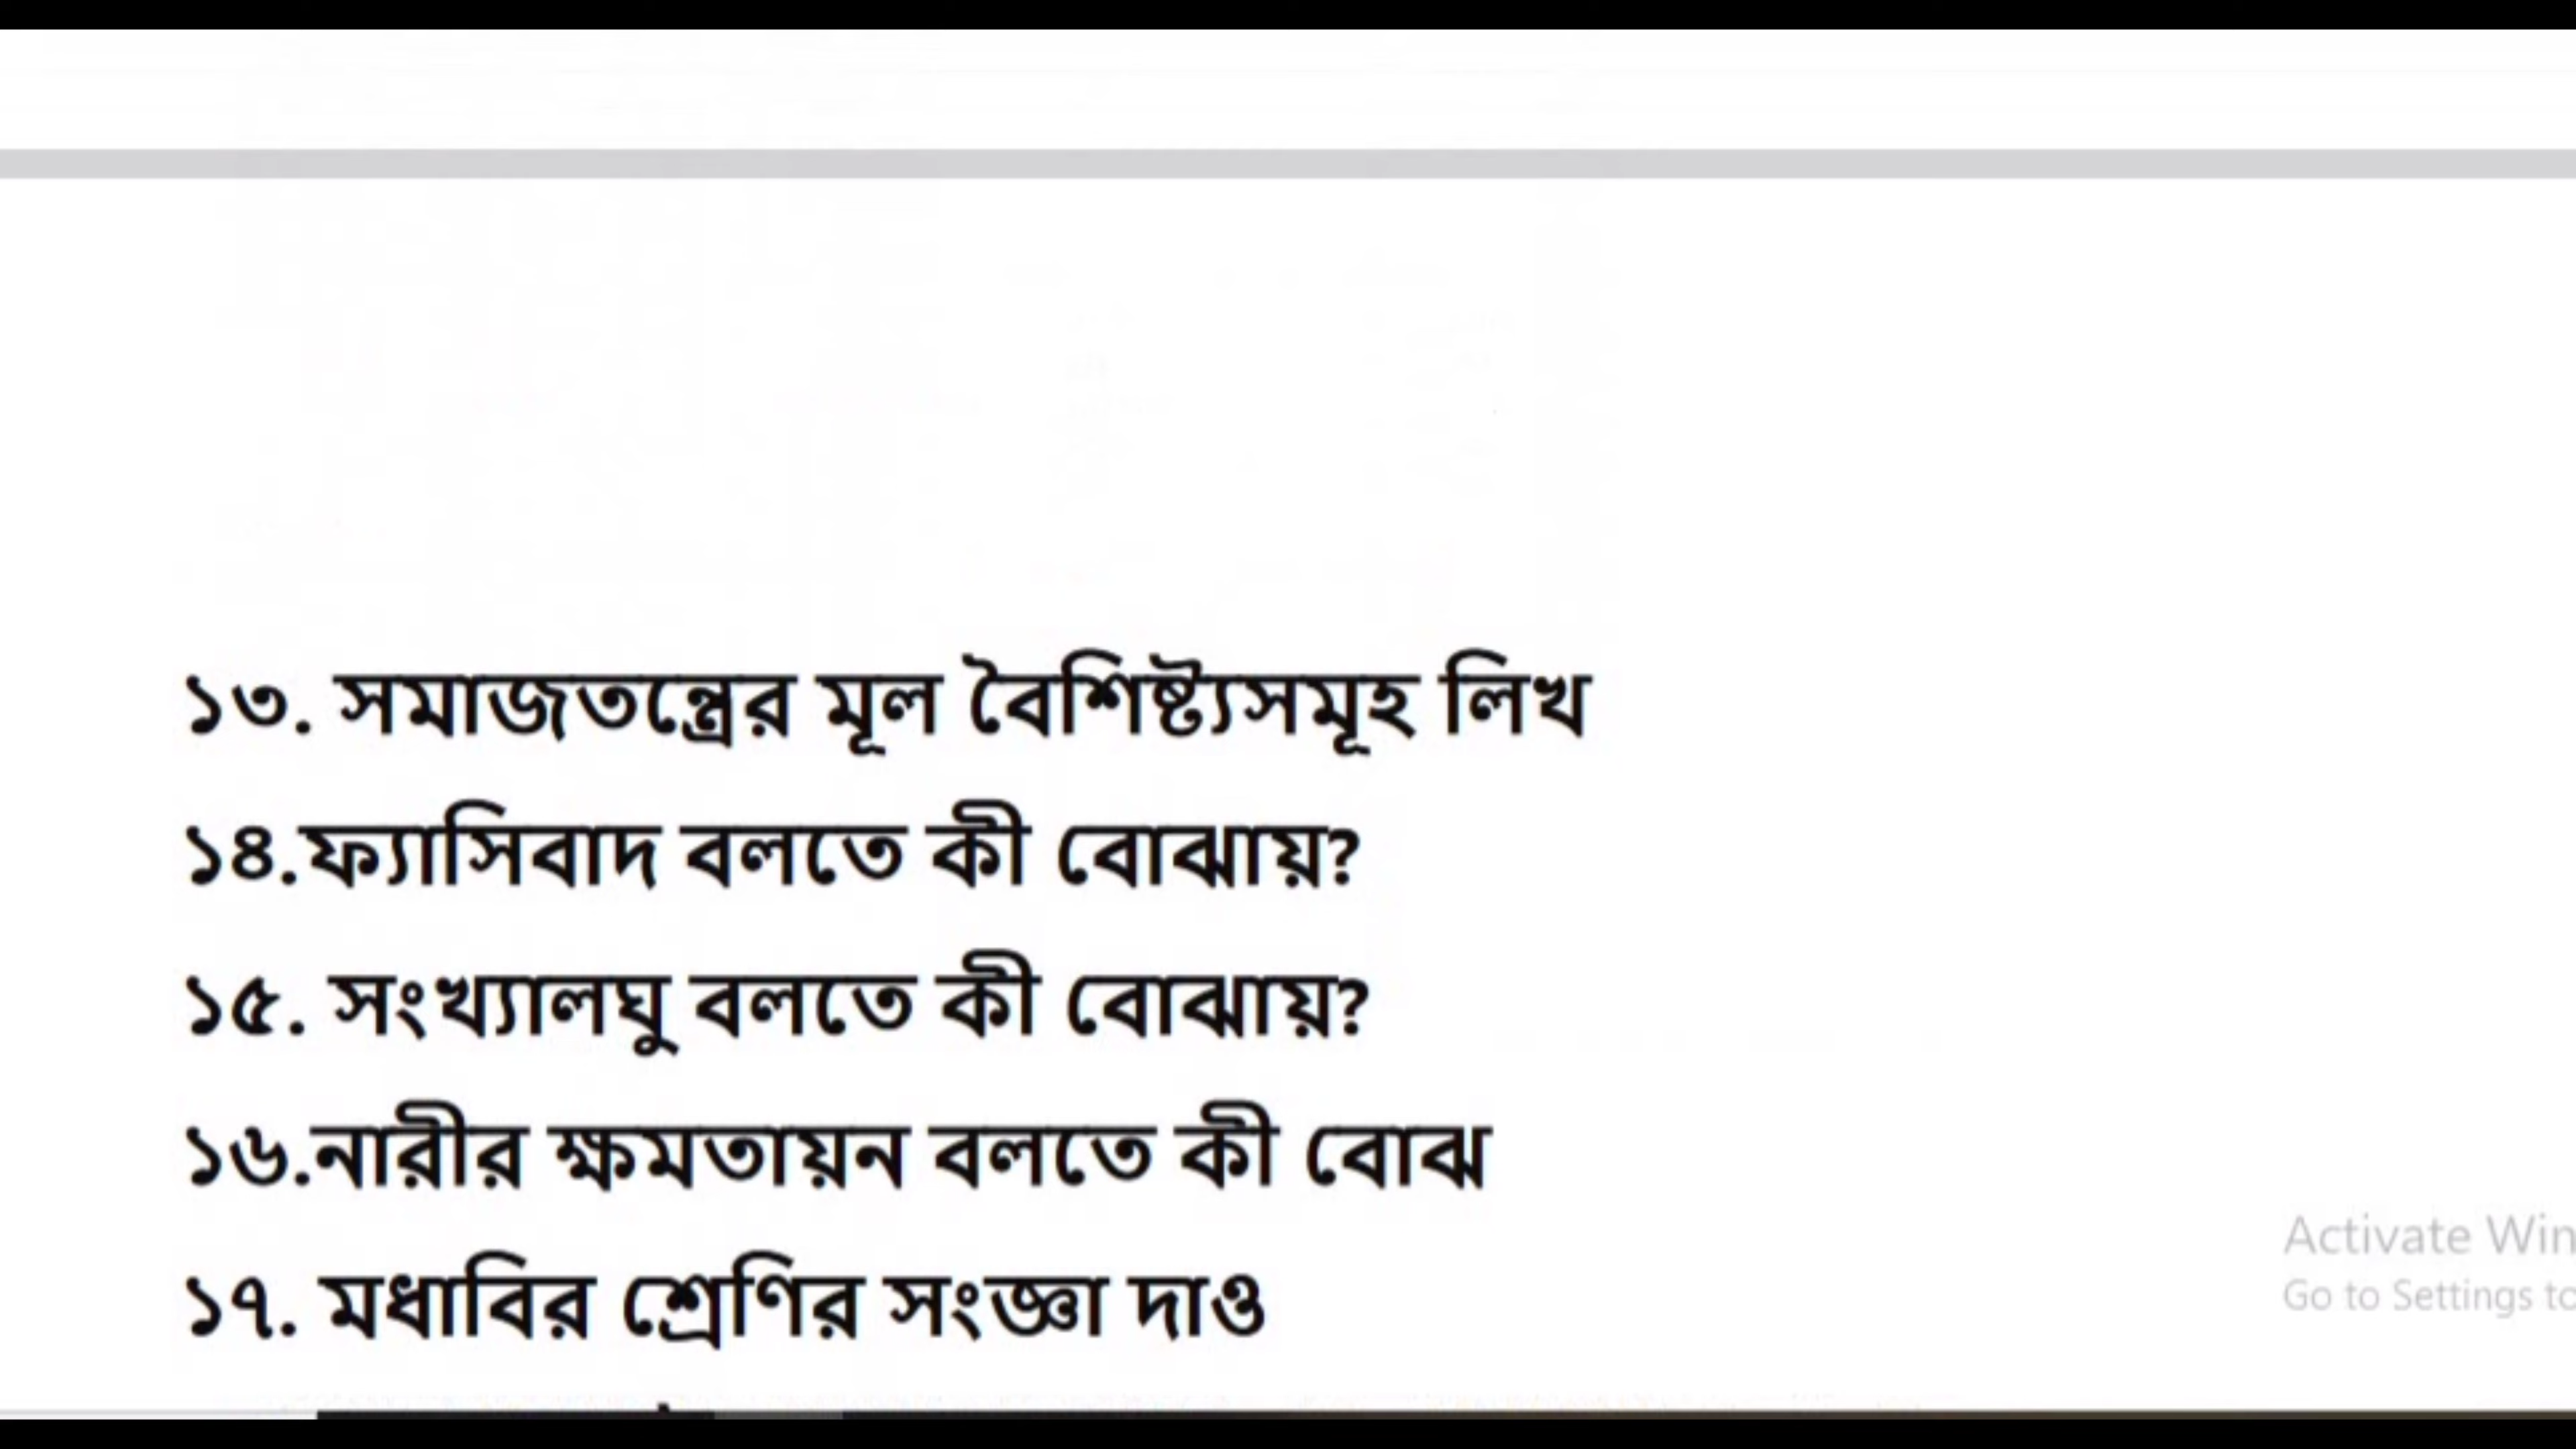 ১৩. সমাজতন্ত্রের মূল বৈশিষ্ট্যসমূহ লিখ
১৪.ফ্যাসিবাদ বলতে কী বোঝায়?
১৫. সংখ্যালঘু বলতে কী বোঝায়?
১৬.নারীর ক্ষমতায়ন বলতে কী বোঝ
১৭. মধাবির শ্রেণির সংজ্ঞা দাও
Activate Win
Go to Settings to